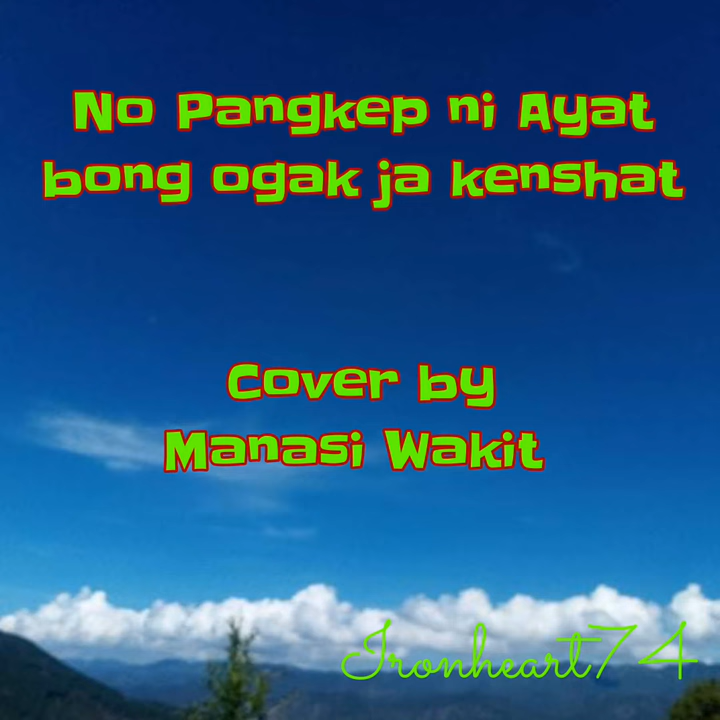 No Pangkep ni Ayat
bong ogak ja kenshat
Cover by
Manasi Wakit
Ironheart74